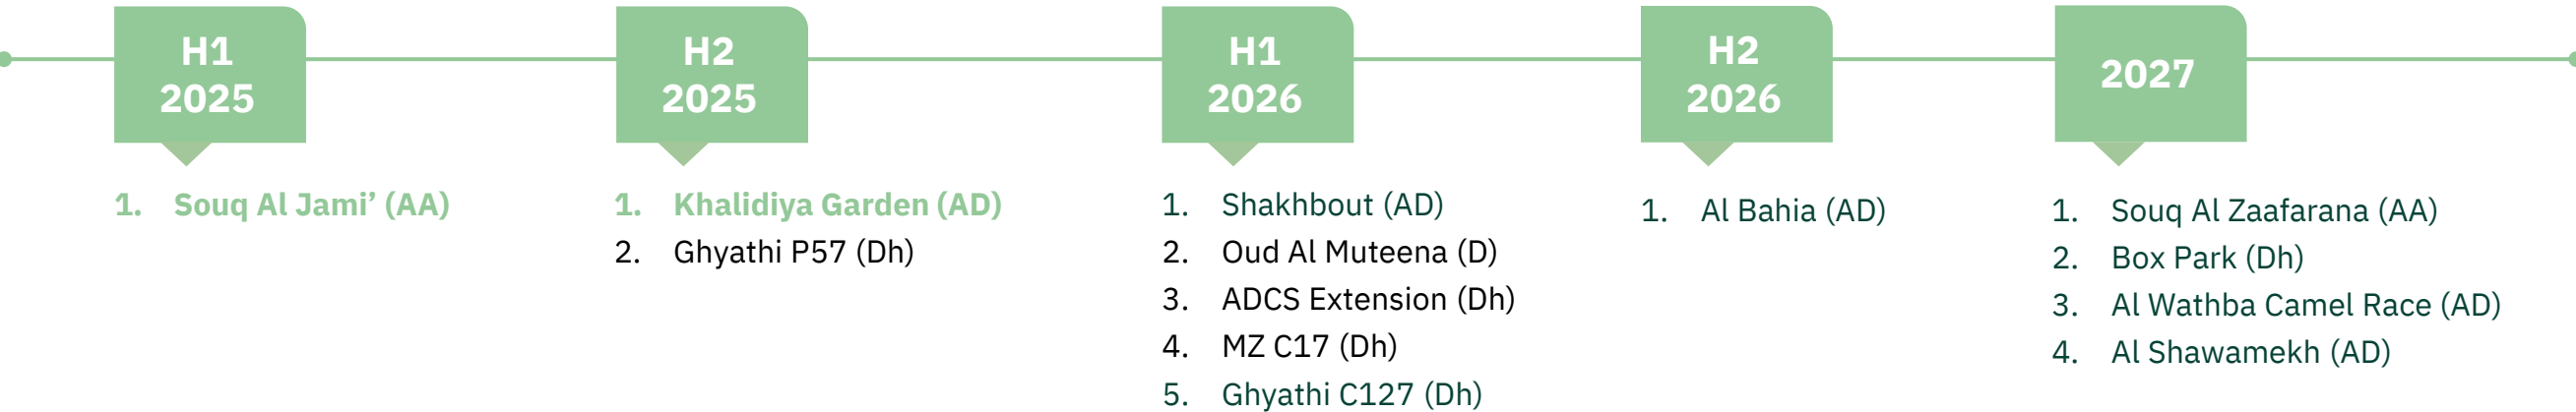 H1
2025
H2
2025
H1
2026
H2
2026
2027
1. Souq Al Jami’ (AA)
1. Khalidiya Garden (AD)
2. Ghyathi P57 (Dh)
1. Shakhbout (AD)
2. Oud Al Muteena (D)
3. ADCS Extension (Dh)
4. MZ C17 (Dh)
5. Ghyathi C127 (Dh)
1. Al Bahia (AD)
1. Souq Al Zaafarana (AA)
2. Box Park (Dh)
3. Al Wathba Camel Race (AD)
4. Al Shawamekh (AD)